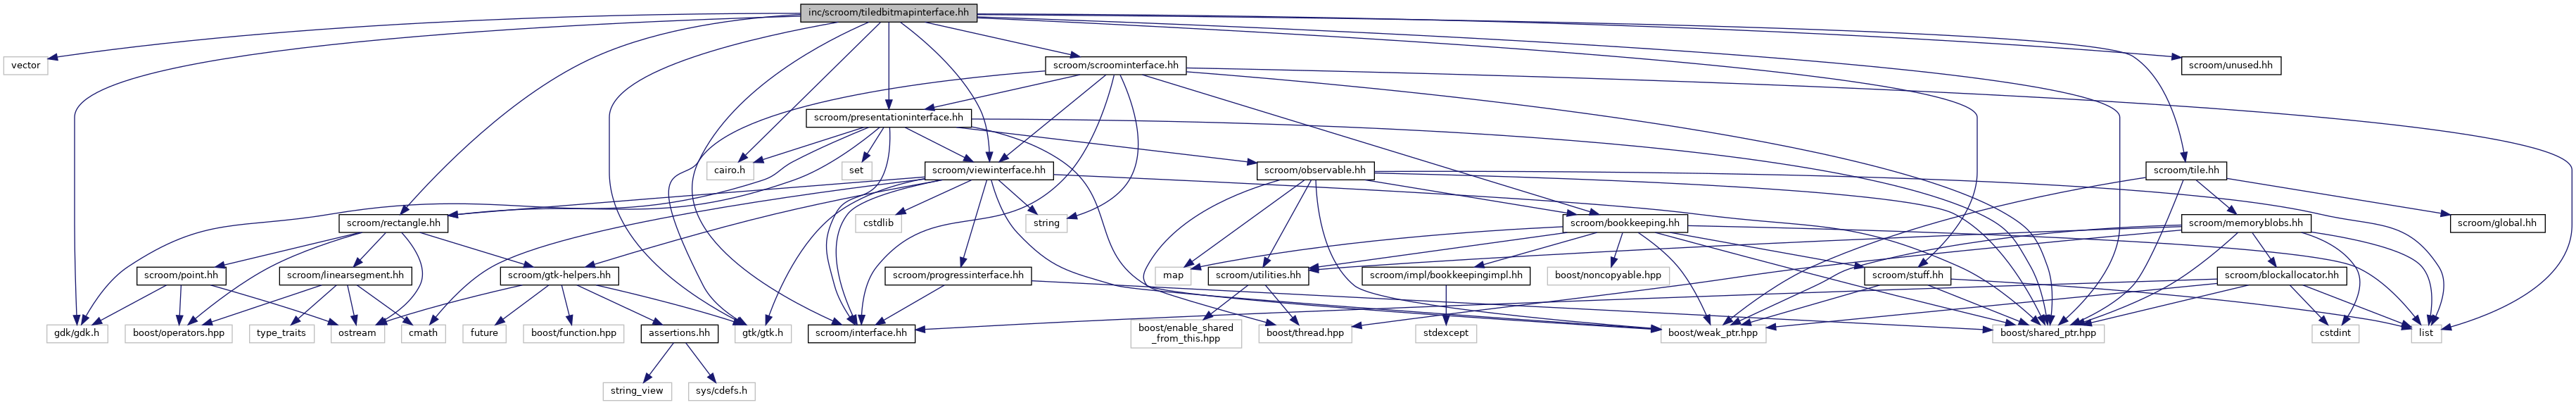 inc/scroom/tiledbitmapinterface.hh
vector
scroom/scroominterface.hh
scroom/unused.hh
scroom/presentationinterface.hh
cairo.h
set
scroom/viewinterface.hh
scroom/observable.hh
scroom/tile.hh
scroom/rectangle.hh
cstdlib
string
scroom/bookkeeping.hh
scroom/memoryblobs.hh
scroom/global.hh
scroom/point.hh
scroom/linearsegment.hh
scroom/gtk-helpers.hh
scroom/progressinterface.hh
map
scroom/utilities.hh
scroom/impl/bookkeepingimpl.hh
boost/noncopyable.hpp
scroom/stuff.hh
scroom/blockallocator.hh
gdk/gdk.h
boost/operators.hpp
type_traits
ostream
cmath
future
boost/function.hpp
assertions.hh
gtk/gtk.h
scroom/interface.hh
boost/enable_shared
_from_this.hpp
boost/thread.hpp
stdexcept
boost/weak_ptr.hpp
boost/shared_ptr.hpp
cstdint
list
string_view
sys/cdefs.h